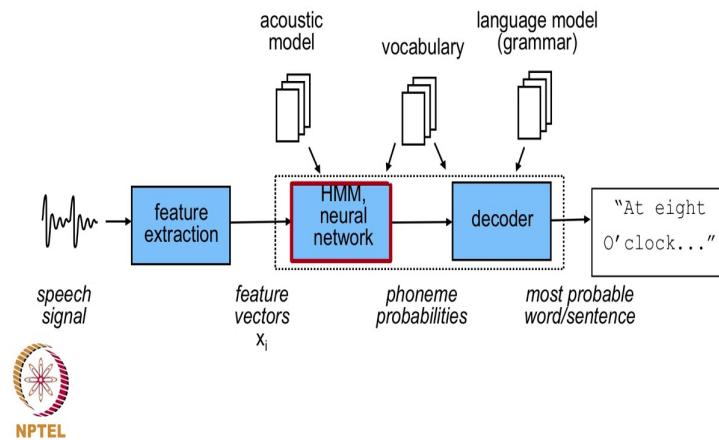 acoustic
model
vocabulary
language model
(grammar)
feature
extraction
HMM,
neural
network
decoder
“At eight
O’clock...”
speech
signal
feature
vectors
xi
phoneme
probabilities
most probable
word/sentence
NPTEL